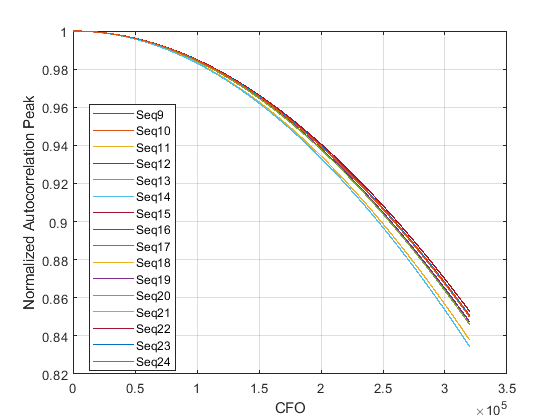 1
0.98
0.96
0.94
0.92
0.9
0.88
0.86
0.84
0.82
Normalized Autocorrelation Peak
Seq9
Seq10
Seq11
Seq12
Seq13
Seq14
Seq15
Seq16
Seq17
Seq18
Seq19
Seq20
Seq21
Seq22
Seq23
Seq24
0 0.5 1 1.5 2 2.5 3 3.5
CFO
×10⁵